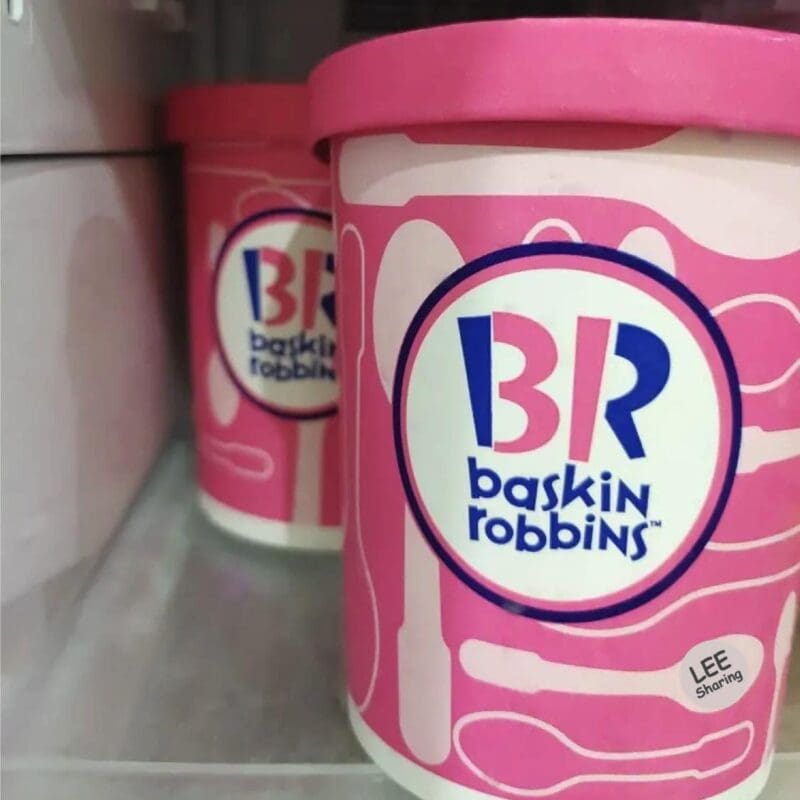 BR
baskin
robbins
BR
baskin
robbins™
LEE
Sharing